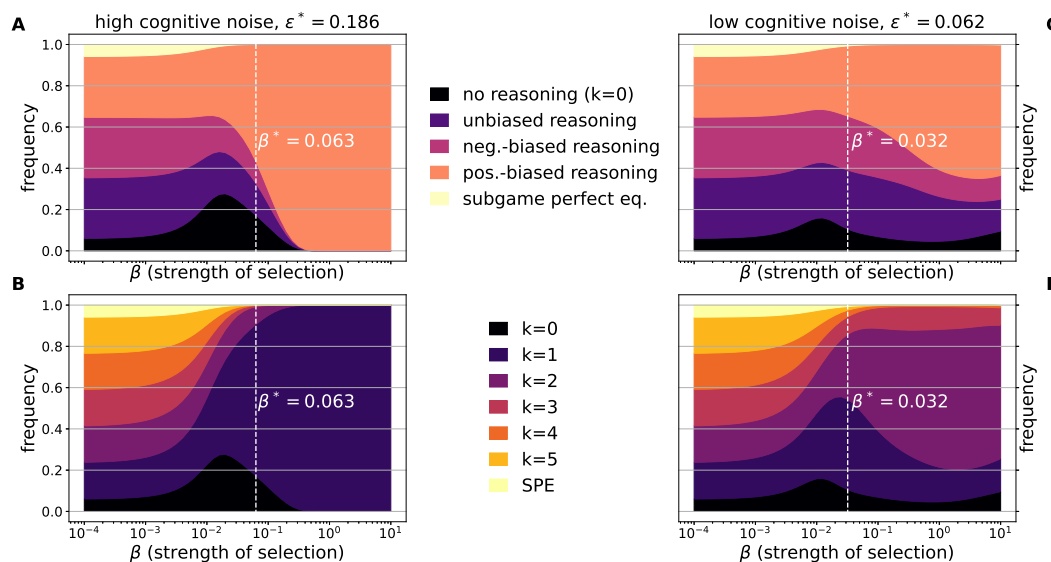 A
high cognitive noise, ε* = 0.186
low cognitive noise, ε* = 0.062
1.0
0.8
0.6
0.4
0.2
0.0
frequency
β* = 0.063
β (strength of selection)
no reasoning (k=0)
unbiased reasoning
neg.-biased reasoning
pos.-biased reasoning
subgame perfect eq.
β* = 0.032
frequency
β (strength of selection)
B
1.0
0.8
0.6
0.4
0.2
0.0
frequency
β* = 0.063
10⁻⁴
10⁻³
10⁻²
10⁻¹
10⁰
10¹
β (strength of selection)
k=0
k=1
k=2
k=3
k=4
k=5
SPE
β* = 0.032
frequency
10⁻⁴
10⁻³
10⁻²
10⁻¹
10⁰
10¹
β (strength of selection)